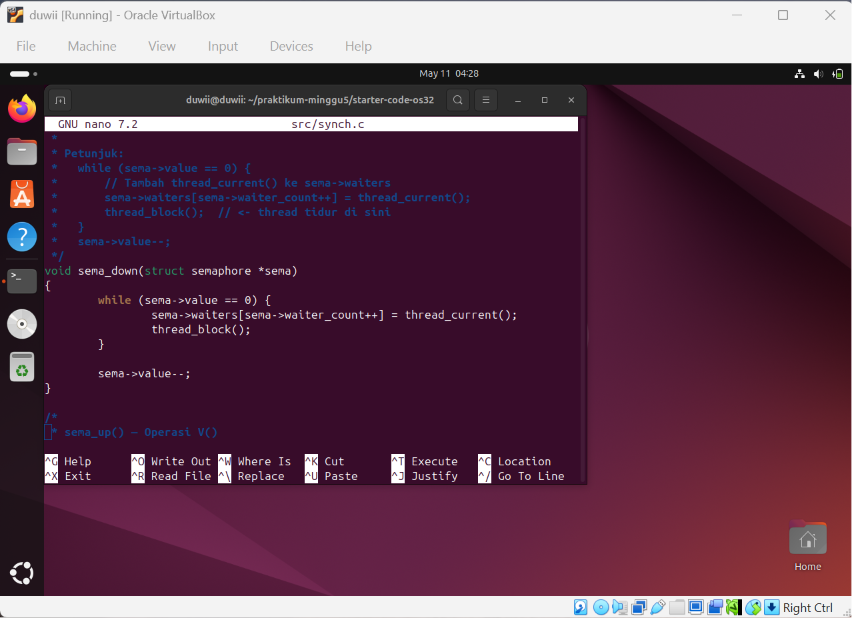 duwii [Running] - Oracle VirtualBox
File Machine View Input Devices Help
May 11 04:28
duwii@duwii: ~/praktikum-minggu5/starter-code-os32
GNU nano 7.2 src/synch.c
*
* Petunjuk:
*   while (sema->value == 0) {
*       // Tambah thread_current() ke sema->waiters
*       sema->waiters[sema->waiter_count++] = thread_current();
*       thread_block();  // <- thread tidur di sini
*   }
*   sema->value--;
*/
void sema_down(struct semaphore *sema)
{
        while (sema->value == 0) {
                sema->waiters[sema->waiter_count++] = thread_current();
                thread_block();
        }
        sema->value--;
}
/*
* sema_up() — Operasi V()
^G Help ^O Write Out ^W Where Is ^K Cut ^T Execute ^C Location
^X Exit ^R Read File ^\ Replace ^U Paste ^J Justify ^/ Go To Line
Home
Right Ctrl